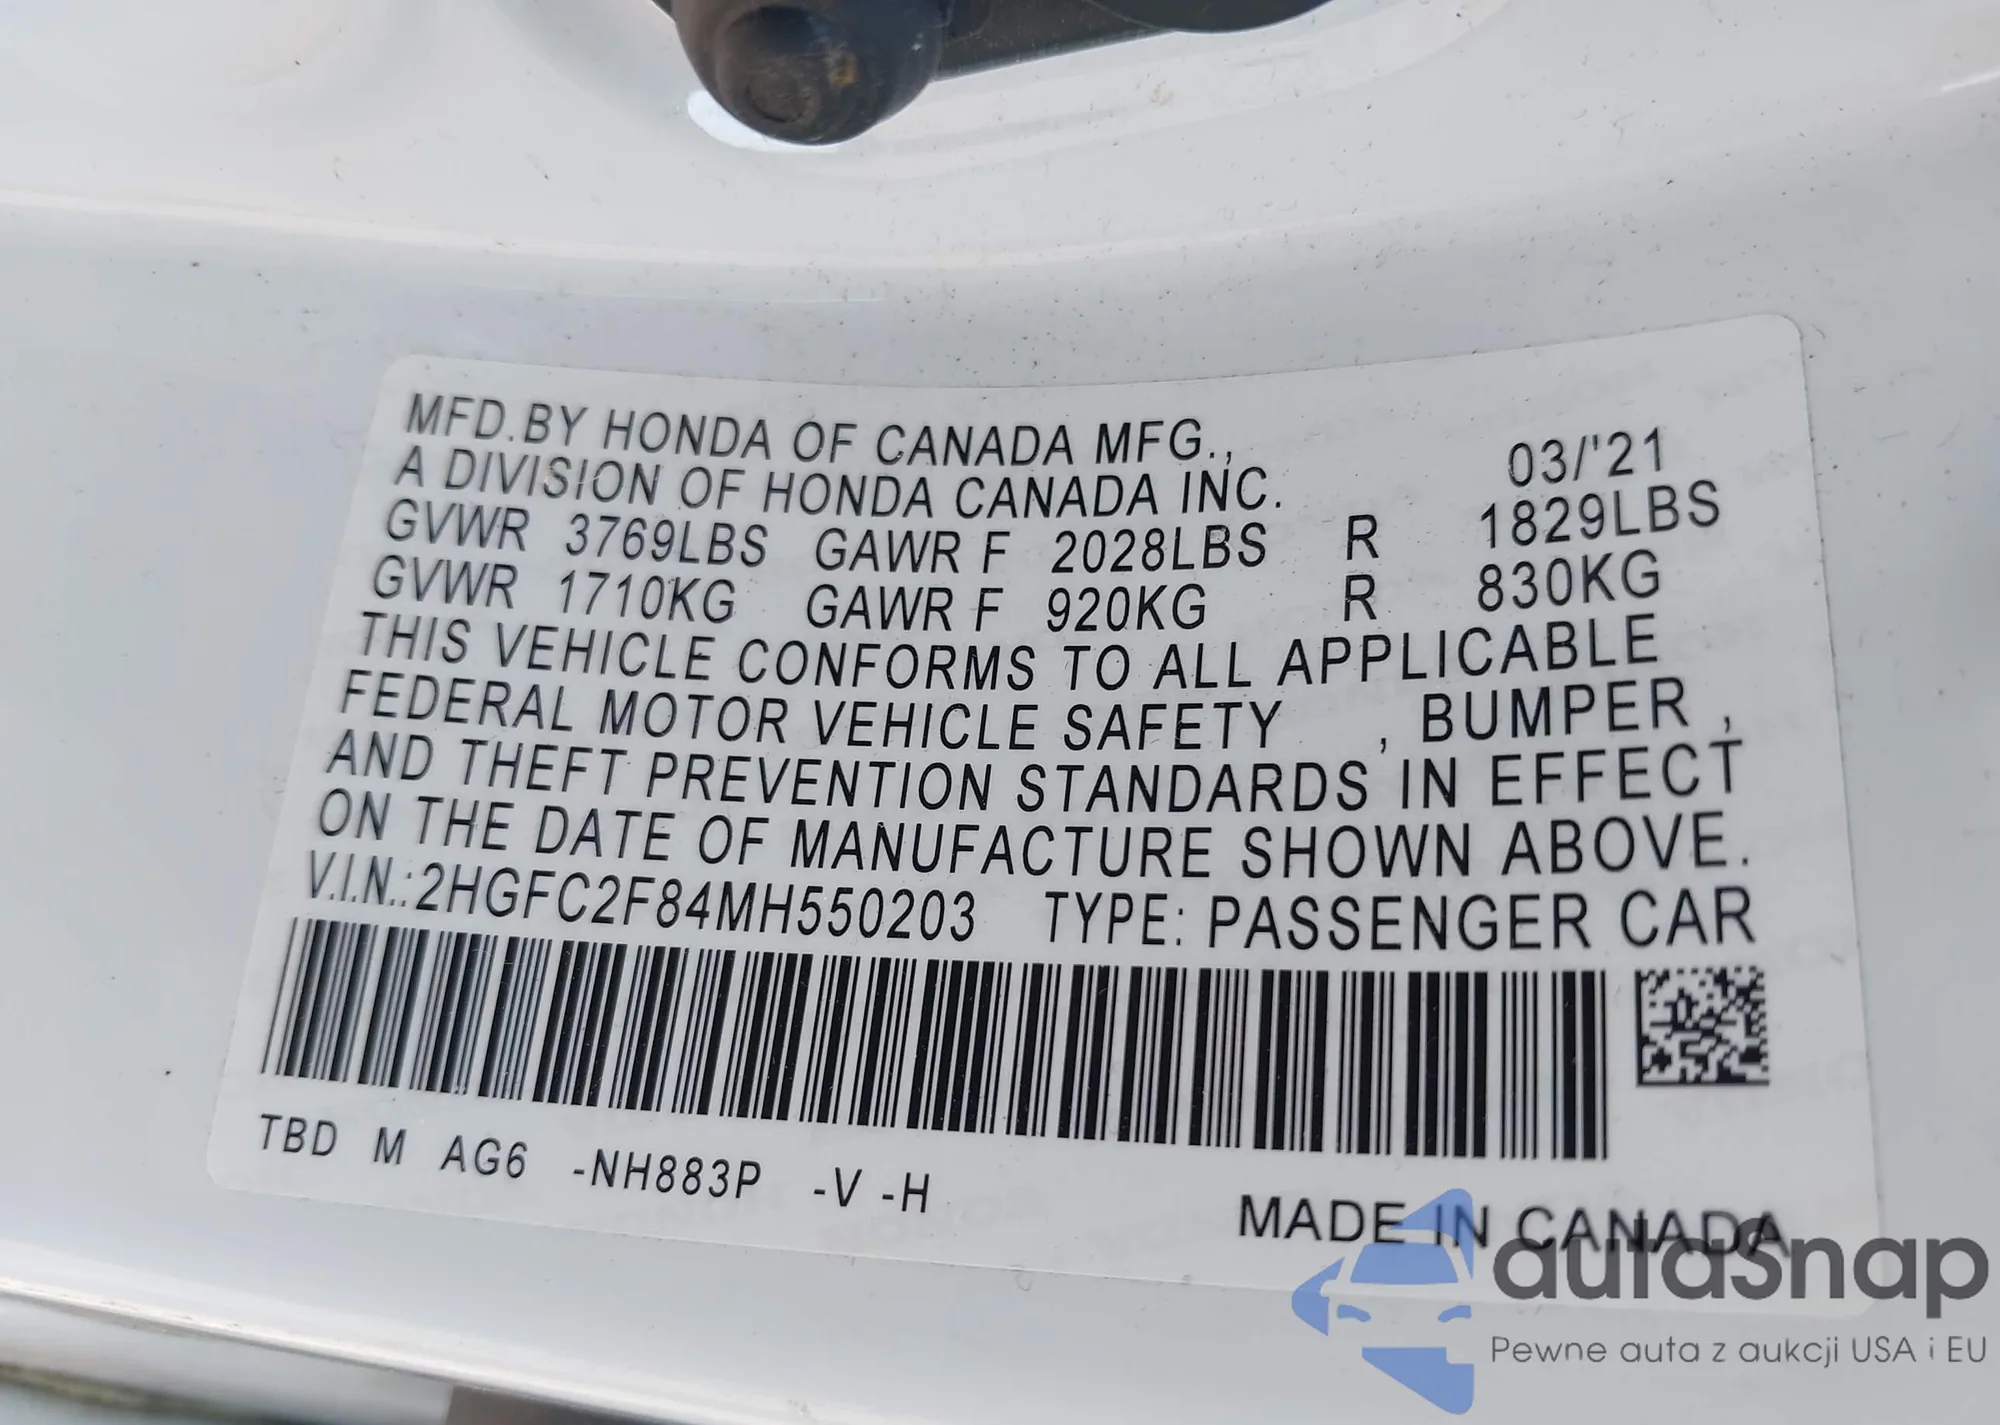 MFD.BY HONDA OF CANADA MFG.,
A DIVISION OF HONDA CANADA INC. 03/'21
GVWR 3769LBS GAWR F 2028LBS R 1829LBS
GVWR 1710KG GAWR F 920KG R 830KG
THIS VEHICLE CONFORMS TO ALL APPLICABLE
FEDERAL MOTOR VEHICLE SAFETY , BUMPER ,
AND THEFT PREVENTION STANDARDS IN EFFECT
ON THE DATE OF MANUFACTURE SHOWN ABOVE.
V.I.N.:2HGFC2F84MH550203 TYPE: PASSENGER CAR
TBD M AG6 -NH883P -V -H
MADE IN CANADA
autaSnap
Pewne auta z aukcji USA i EU